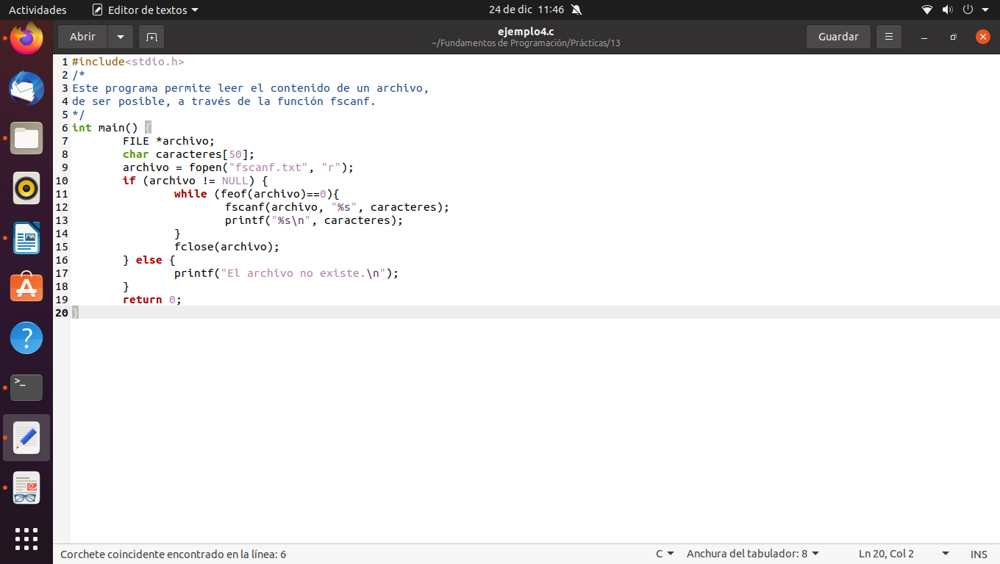 Actividades Editor de textos 24 de dic 11:46
Abrir ejemplo4.c Guardar
~/Fundamentos de Programación/Prácticas/13
1 #include<stdio.h>
2 /*
3 Este programa permite leer el contenido de un archivo,
4 de ser posible, a través de la función fscanf.
5 */
6 int main() {
7 FILE *archivo;
8 char caracteres[50];
9 archivo = fopen("fscanf.txt", "r");
10 if (archivo != NULL) {
11 while (feof(archivo)==0){
12 fscanf(archivo, "%s", caracteres);
13 printf("%s\n", caracteres);
14 }
15 fclose(archivo);
16 } else {
17 printf("El archivo no existe.\n");
18 }
19 return 0;
20 }
Corchete coincidente encontrado en la línea: 6 C Anchura del tabulador: 8 Ln 20, Col 2 INS